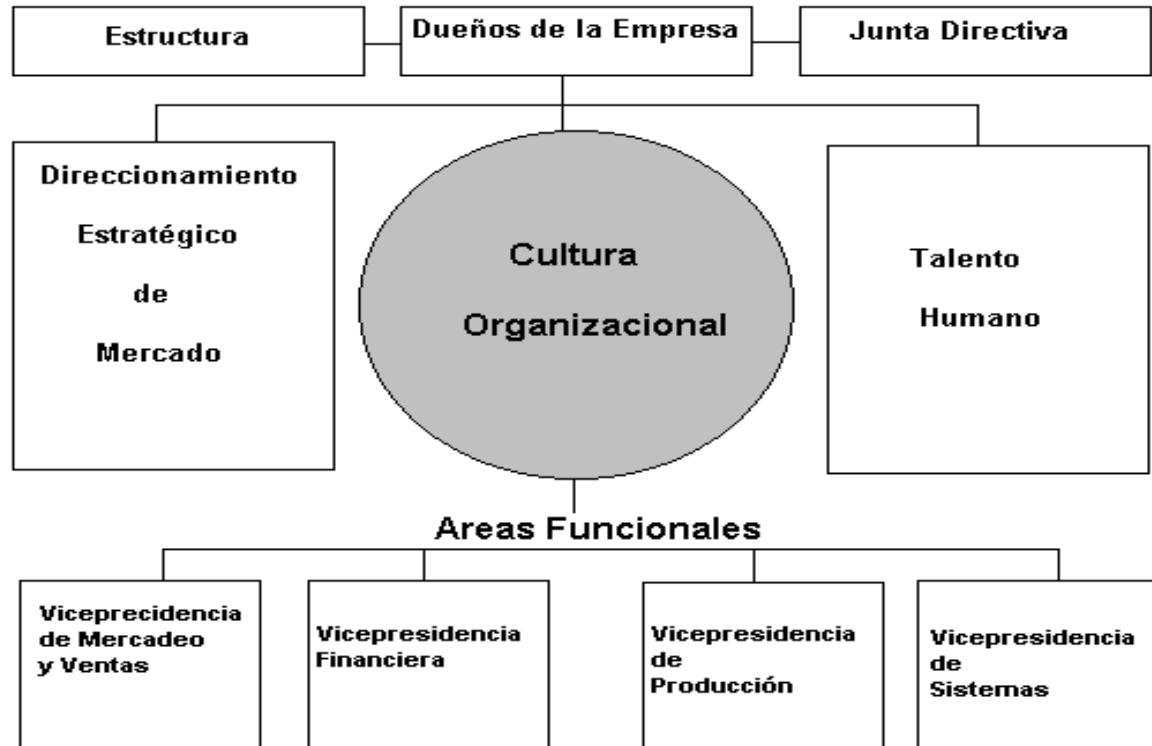 Estructura
Dueños de la Empresa
Junta Directiva
Direccionamiento
Estratégico
de
Mercado
Cultura
Organizacional
Talento
Humano
Areas Funcionales
Viceprecidencia
de Mercadeo
y Ventas
Vicepresidencia
Financiera
Vicepresidencia
de
Producción
Vicepresidencia
de
Sistemas